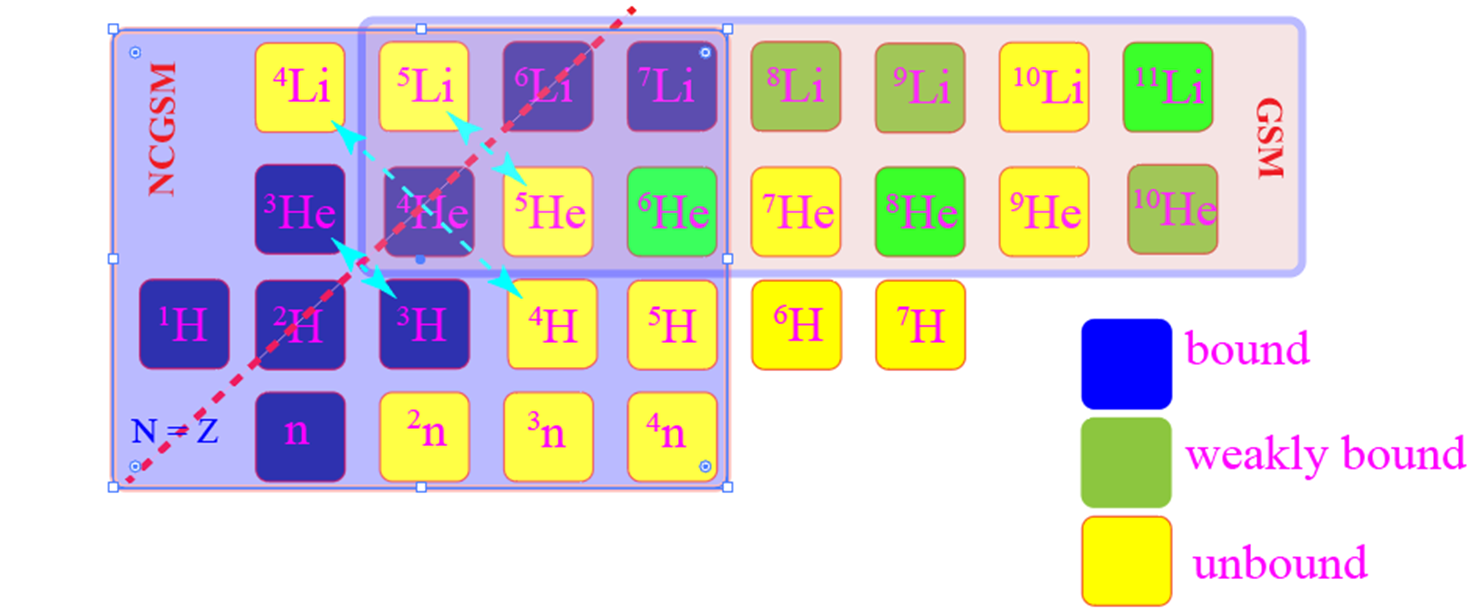 NCGSM
⁴Li ⁵Li ⁶Li ⁷Li ⁸Li ⁹Li ¹⁰Li ¹¹Li
GSM
³He ⁴He ⁵He ⁶He ⁷He ⁸He ⁹He ¹⁰He
¹H ²H ³H ⁴H ⁵H ⁶H ⁷H
N = Z n ²n ³n ⁴n
bound
weakly bound
unbound